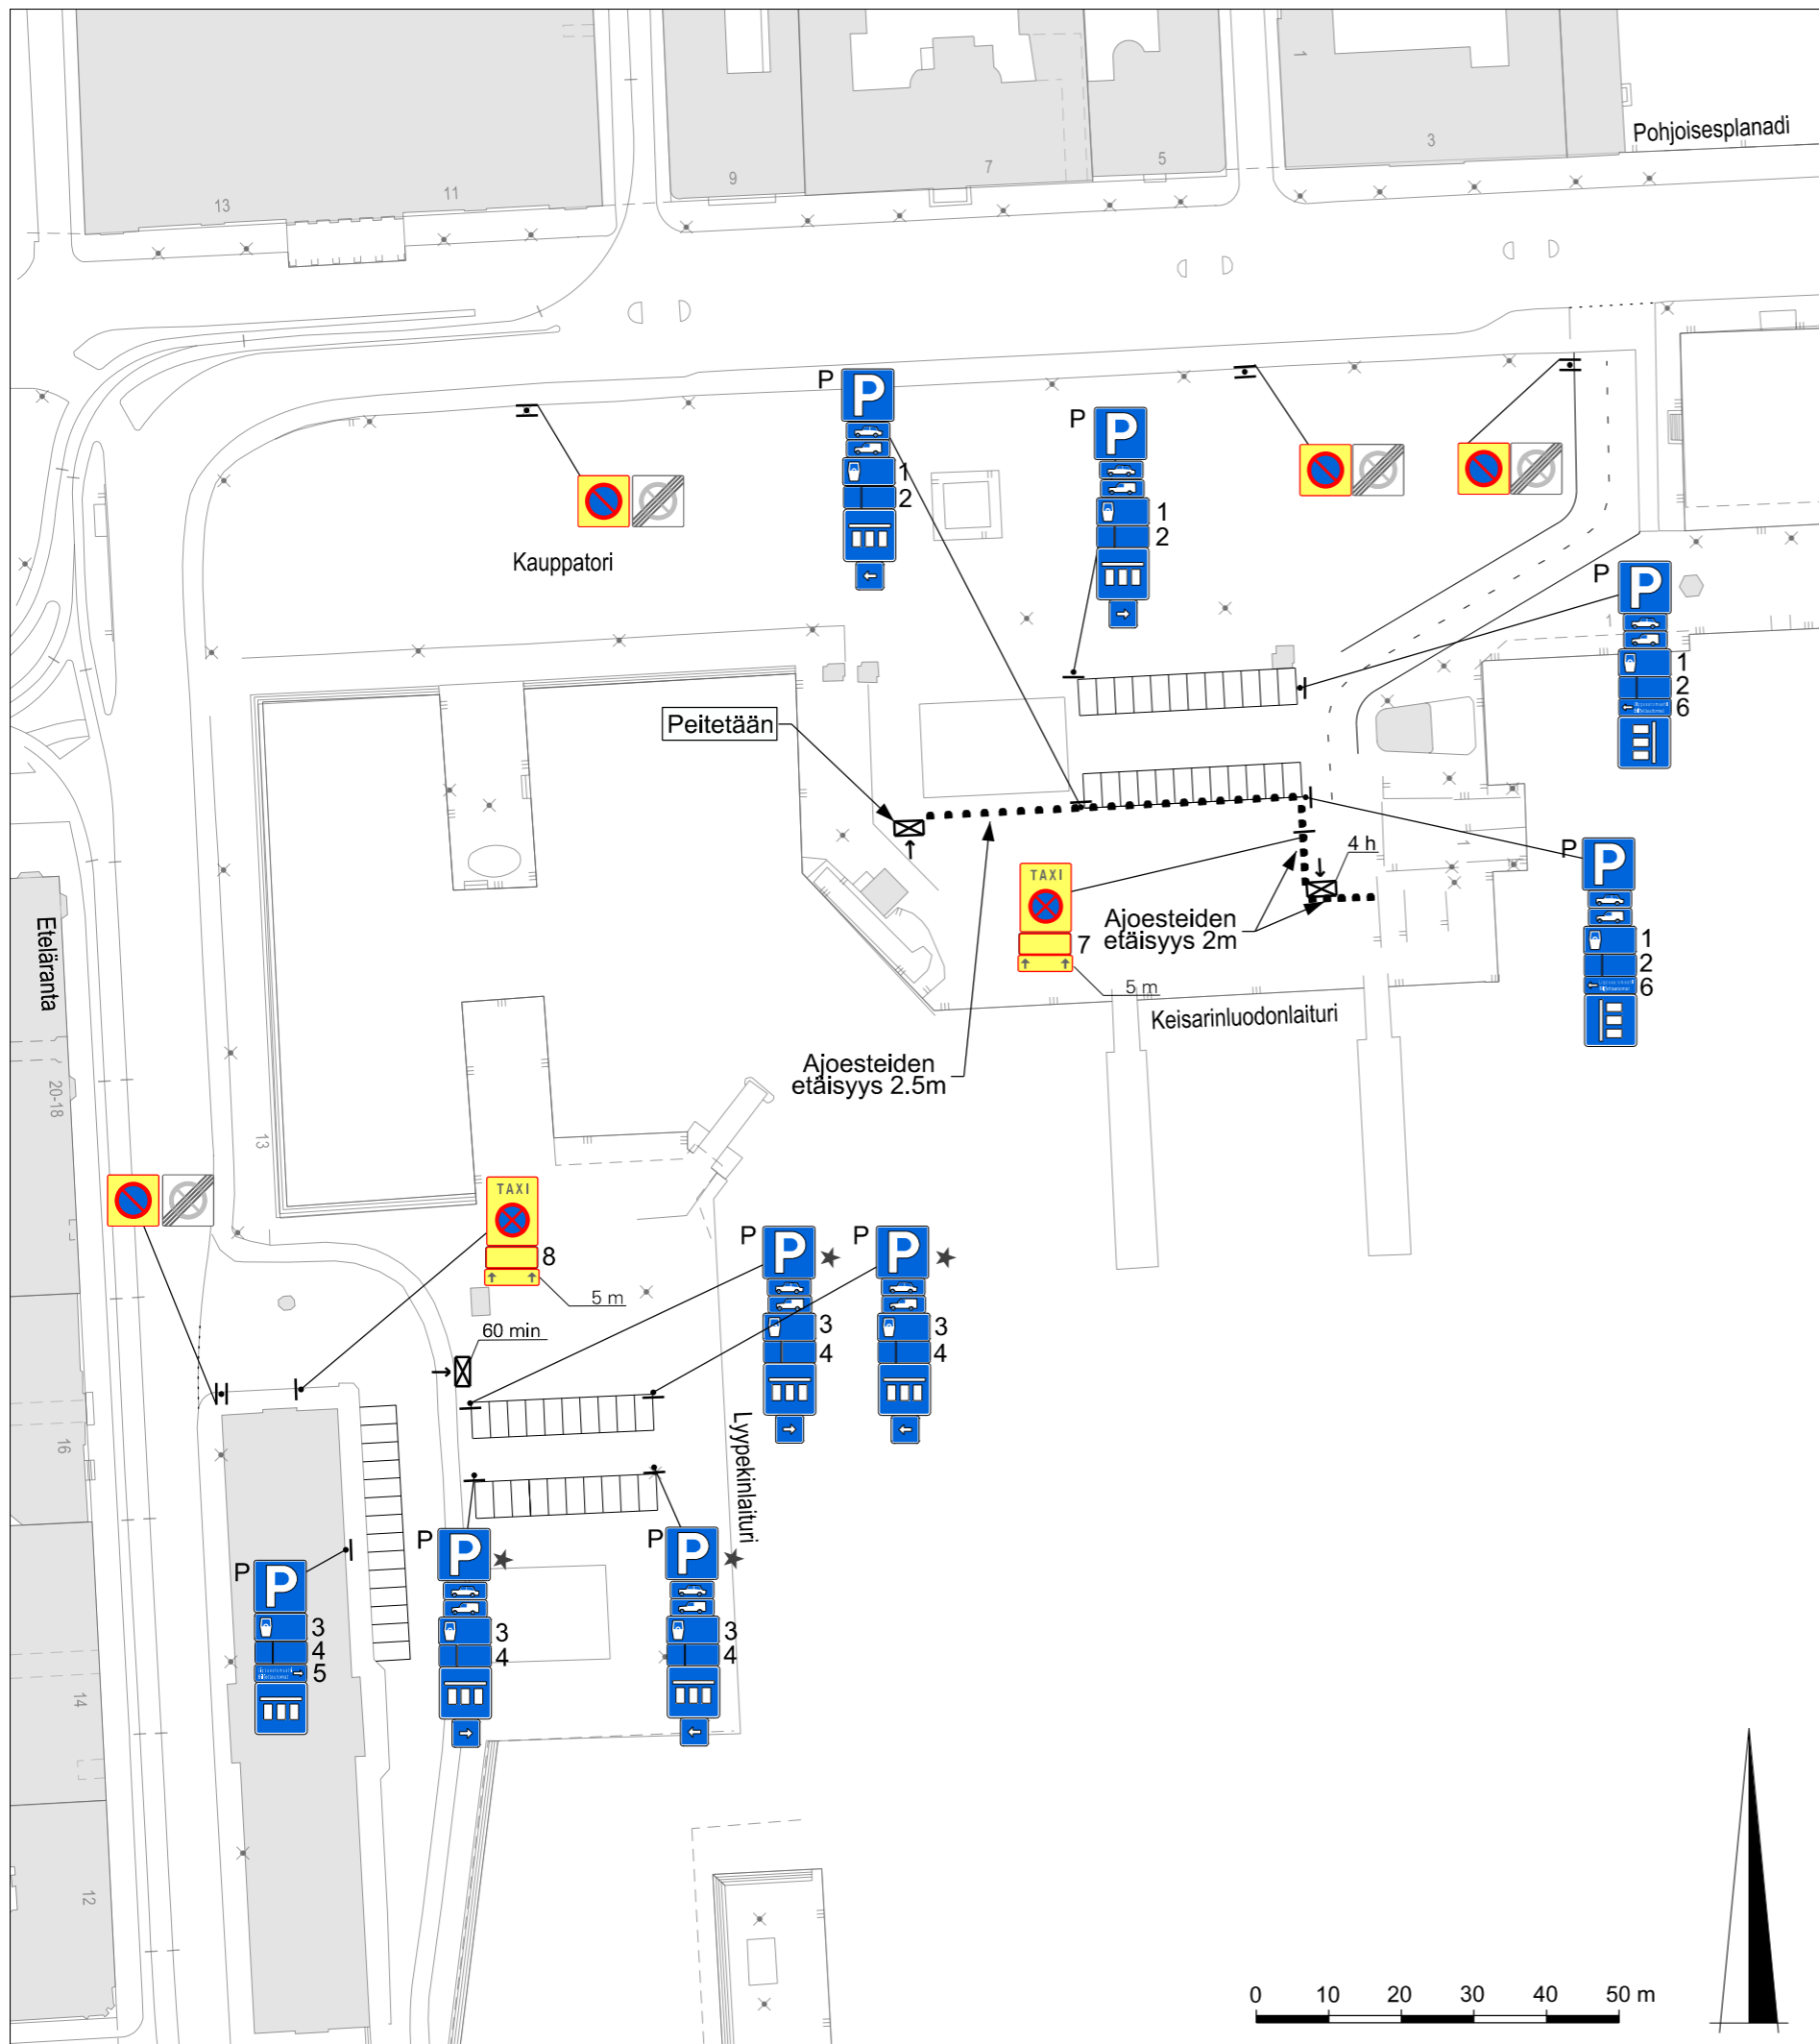 Pohjoisesplanadi
1
3
5
7
9
11
13
P
P
P
P
1
2
1
2
Kauppatori
P
P
1
2
6
1
Peitetään
4 h
P
P
1
2
6
1
TAXI
7
5 m
Ajoesteiden
etäisyys 2m
Keisarinluodonlaituri
Ajoesteiden
etäisyys 2.5m
Eteläranta
20-18
13
TAXI
8
5 m
60 min
P
P
3
4
P
P
3
4
Lyypekinlaituri
16
P
P
3
4
5
P
P
3
4
P
P
3
4
14
12
0 10 20 30 40 50 m